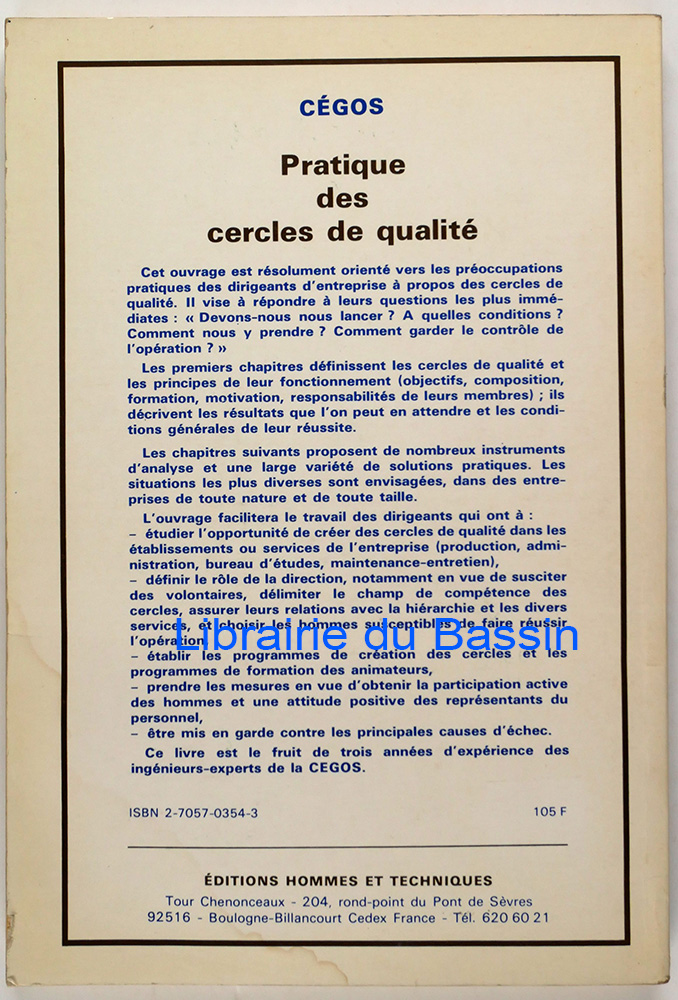 CÉGOS
Pratique
des
cercles de qualité
Cet ouvrage est résolument orienté vers les préoccupations
pratiques des dirigeants d'entreprise à propos des cercles de
qualité. Il vise à répondre à leurs questions les plus immé-
diates : « Devons-nous nous lancer ? A quelles conditions ?
Comment nous y prendre ? Comment garder le contrôle de
l'opération ? »
Les premiers chapitres définissent les cercles de qualité et
les principes de leur fonctionnement (objectifs, composition,
formation, motivation, responsabilités de leurs membres) ; ils
décrivent les résultats que l'on peut en attendre et les condi-
tions générales de leur réussite.
Les chapitres suivants proposent de nombreux instruments
d'analyse et une large variété de solutions pratiques. Les
situations les plus diverses sont envisagées, dans des entre-
prises de toute nature et de toute taille.
L'ouvrage facilitera le travail des dirigeants qui ont à :
– étudier l'opportunité de créer des cercles de qualité dans les
établissements ou services de l'entreprise (production, admi-
nistration, bureau d'études, maintenance-entretien),
– définir le rôle de la direction, notamment en vue de susciter
des volontaires, délimiter le champ de compétence des
cercles, assurer leurs relations avec la hiérarchie et les divers
services, et choisir les hommes susceptibles de faire réussir
l'opération,
Librairie du Bassin
– établir les programmes de création des cercles et les
programmes de formation des animateurs,
– prendre les mesures en vue d'obtenir la participation active
des hommes et une attitude positive des représentants du
personnel,
– être mis en garde contre les principales causes d'échec.
Ce livre est le fruit de trois années d'expérience des
ingénieurs-experts de la CEGOS.
ISBN 2-7057-0354-3 105 F
ÉDITIONS HOMMES ET TECHNIQUES
Tour Chenonceaux - 204, rond-point du Pont de Sèvres
92516 - Boulogne-Billancourt Cedex France - Tél. 620 60 21